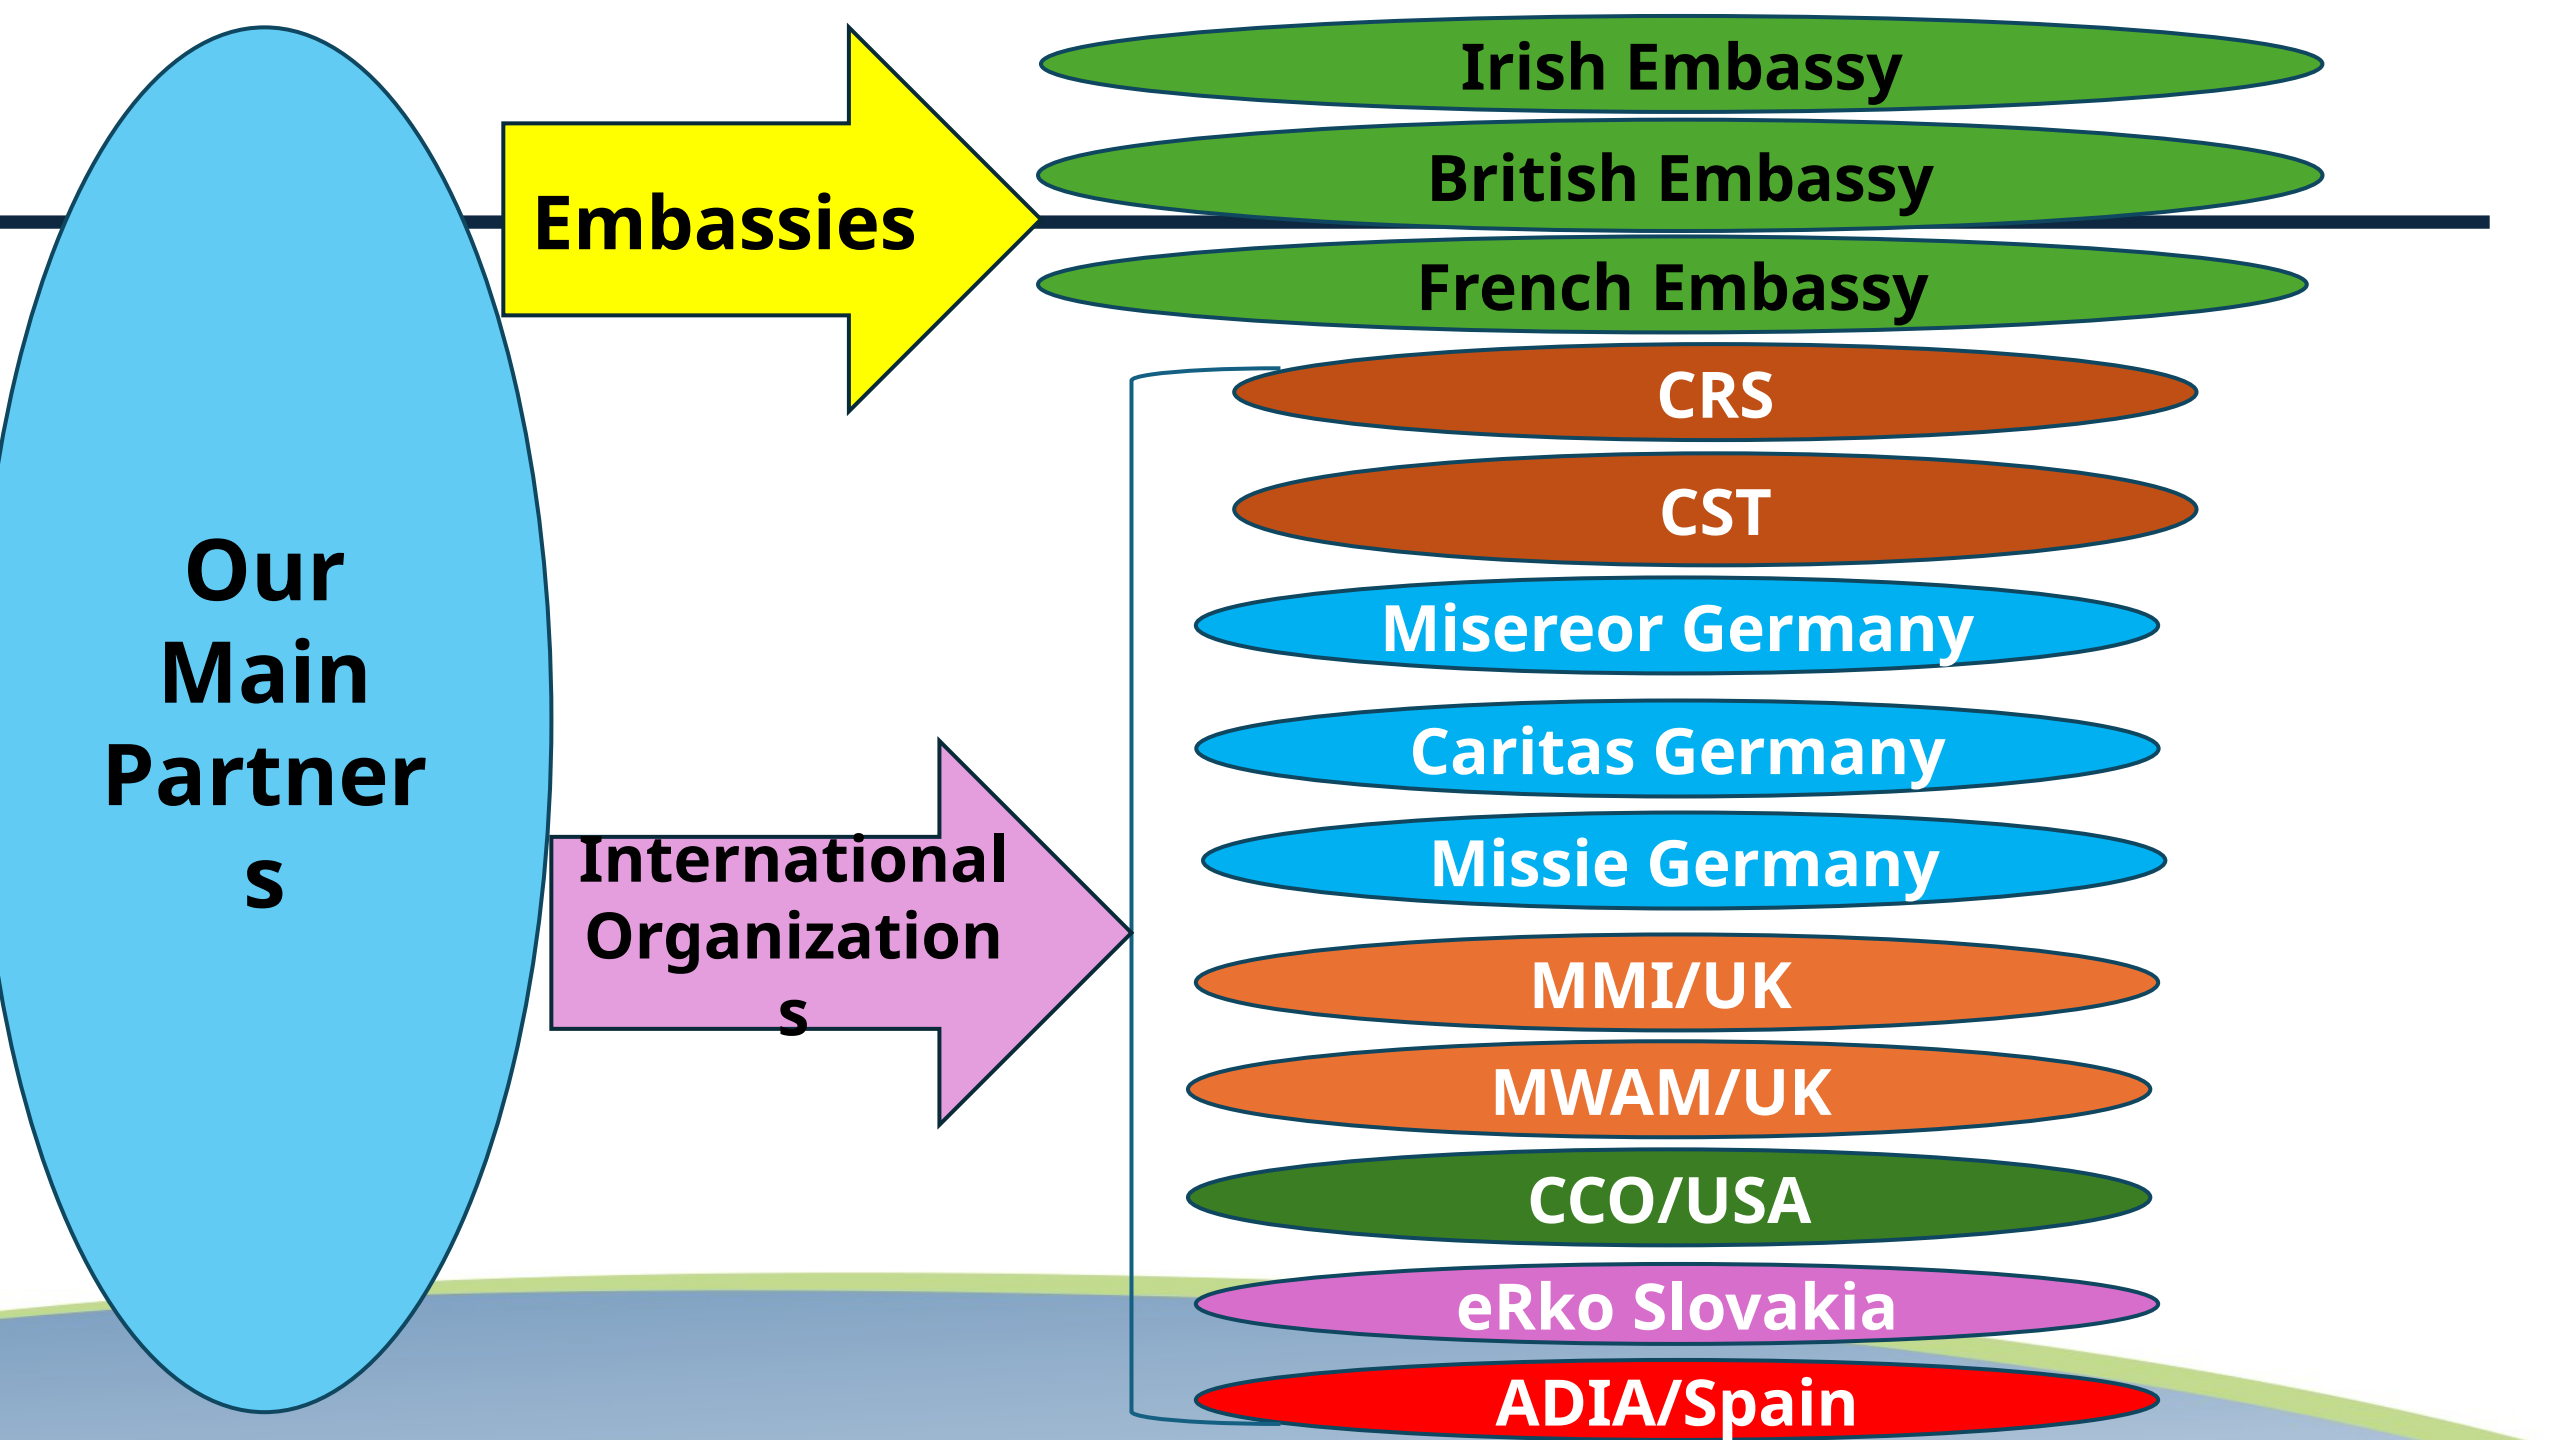 Our
Main
Partner
s
Embassies
Irish Embassy
British Embassy
French Embassy
International
Organization
s
CRS
CST
Misereor Germany
Caritas Germany
Missie Germany
MMI/UK
MWAM/UK
CCO/USA
eRko Slovakia
ADIA/Spain